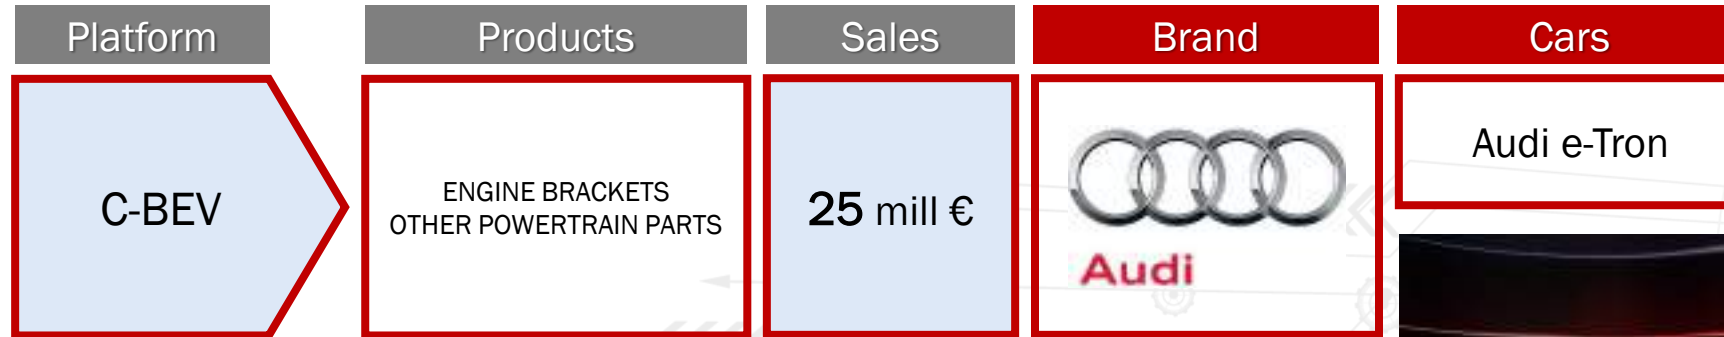 Platform
Products
Sales
Brand
Cars
C-BEV
ENGINE BRACKETS
OTHER POWERTRAIN PARTS
25 mill €
Audi
Audi e-Tron